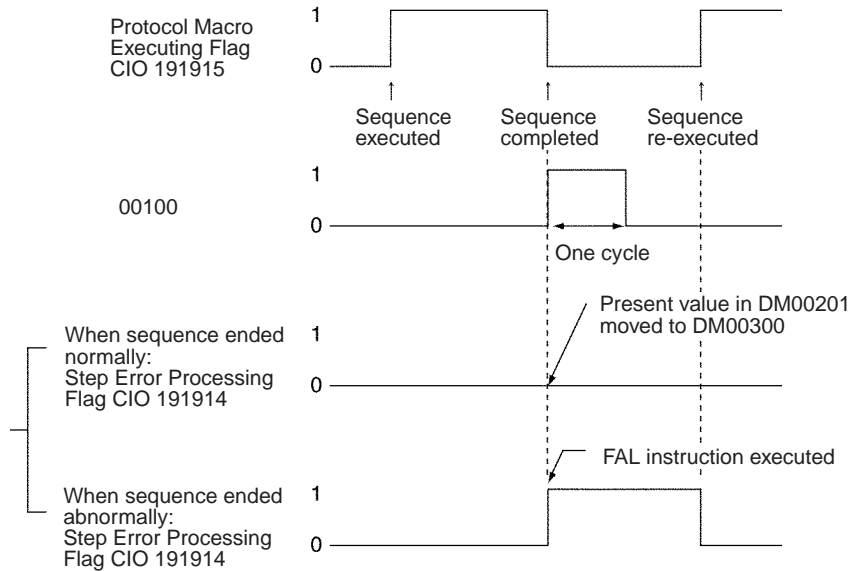 Protocol Macro
Executing Flag
CIO 191915
1
0
Sequence
executed
Sequence
completed
Sequence
re-executed
00100
1
0
One cycle
Present value in DM00201
moved to DM00300
When sequence ended
normally:
Step Error Processing
Flag CIO 191914
1
0
FAL instruction executed
When sequence ended
abnormally:
Step Error Processing
Flag CIO 191914
1
0